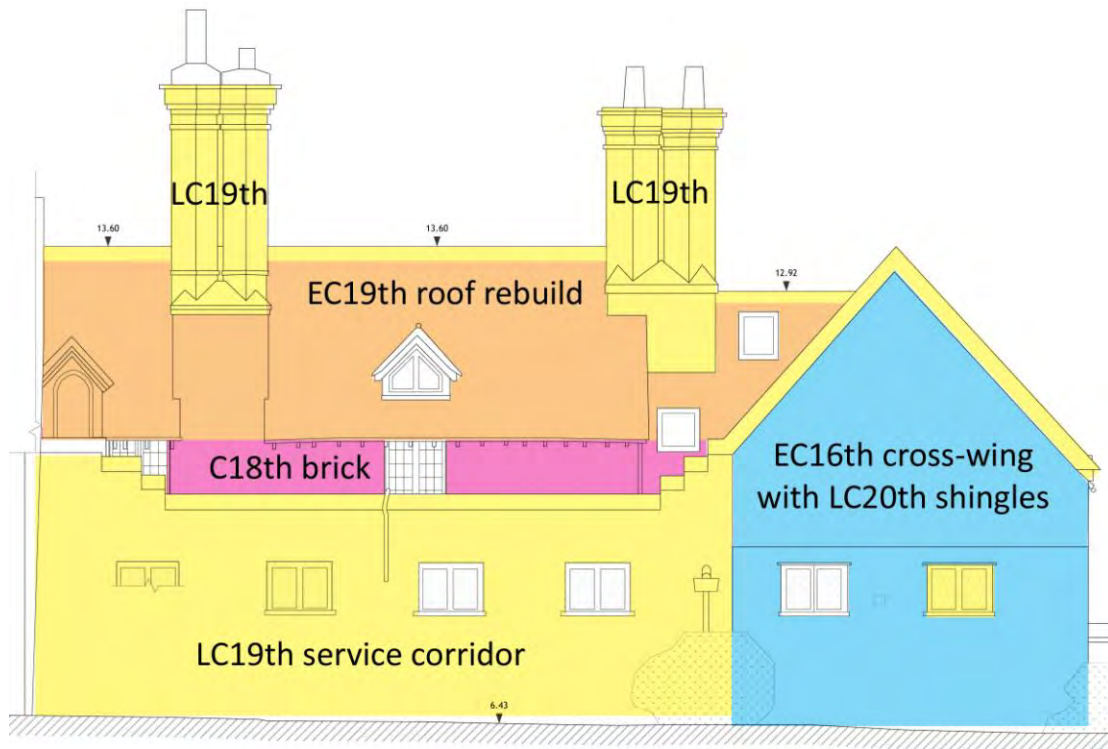 LC19th
LC19th
13.60
13.60
12.92
EC19th roof rebuild
C18th brick
EC16th cross-wing
with LC20th shingles
LC19th service corridor
6.43